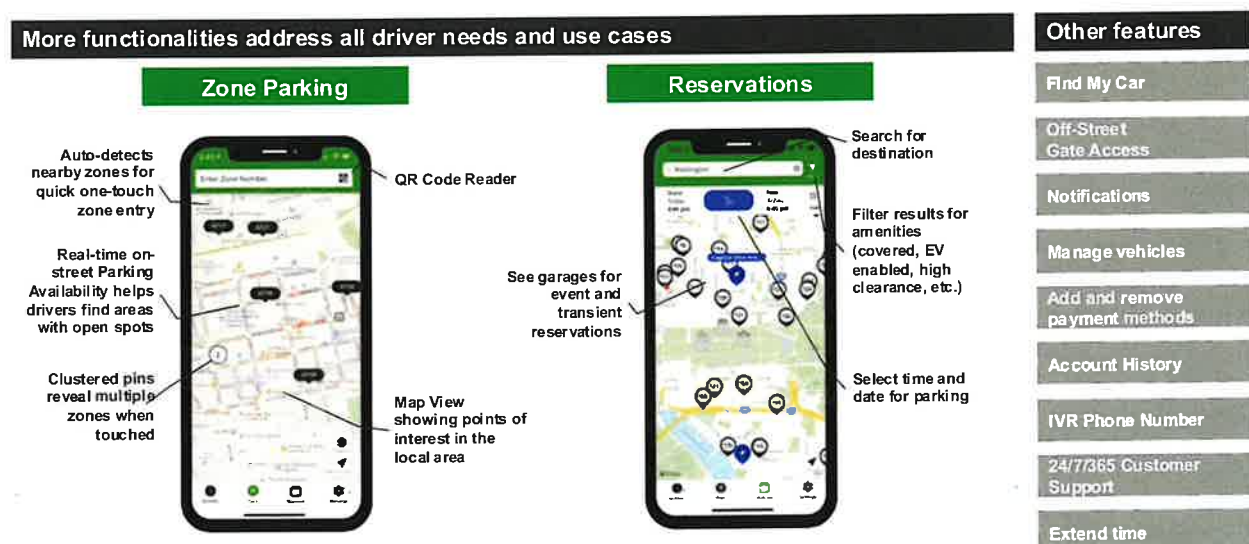 More functionalities address all driver needs and use cases
Zone Parking
Auto-detects
nearby zones for
quick one-touch
zone entry
Real-time on-
street Parking
Availability helps
drivers find areas
with open spots
Clustered pins
reveal multiple
zones when
touched
Enter Zone Number
QR Code Reader
Map View
showing points of
interest in the
local area
Reservations
See garages for
event and
transient
reservations
Washington
Search for
destination
Filter results for
amenities
(covered, EV
enabled, high
clearance, etc.)
Select time and
date for parking
Other features
Find My Car
Off-Street
Gate Access
Notifications
Manage vehicles
Add and remove
payment methods
Account History
IVR Phone Number
24/7/365 Customer
Support
Extend time